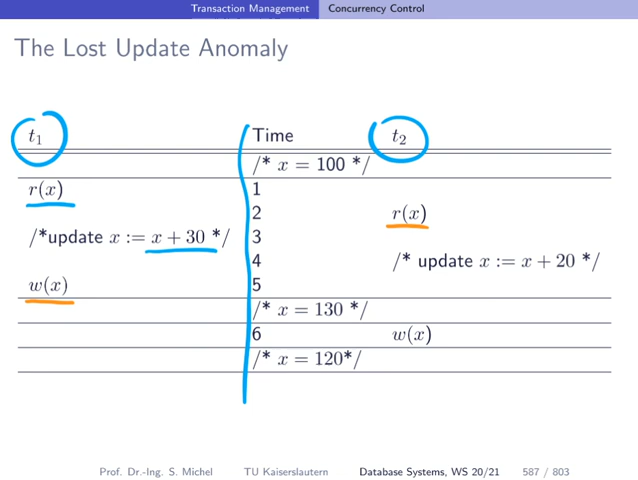 Transaction Management Concurrency Control
The Lost Update Anomaly
t₁ Time t₂
/* x = 100 */
r(x) 1
2 r(x)
/*update x := x + 30 */ 3
4 /* update x := x + 20 */
w(x) 5
/* x = 130 */
6 w(x)
/* x = 120*/
Prof. Dr.-Ing. S. Michel TU Kaiserslautern Database Systems, WS 20/21 587 / 803